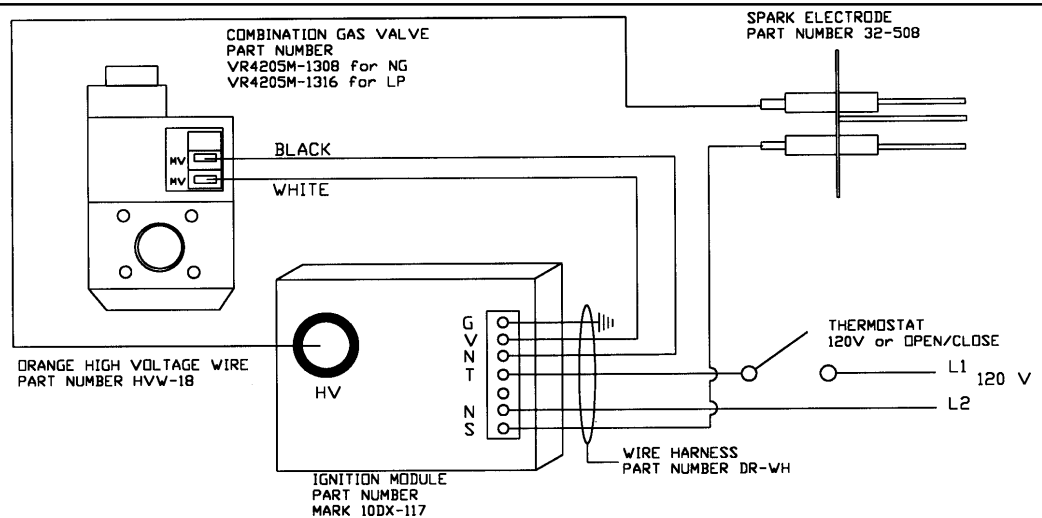 COMBINATION GAS VALVE
PART NUMBER
VR4205M-1308 for NG
VR4205M-1316 for LP
SPARK ELECTRODE
PART NUMBER 32-508
MV
MV
BLACK
WHITE
ORANGE HIGH VOLTAGE WIRE
PART NUMBER HVW-18
HV
G
V
N
T
N
S
THERMOSTAT
120V or OPEN/CLOSE
L1
120 V
L2
WIRE HARNESS
PART NUMBER DR-WH
IGNITION MODULE
PART NUMBER
MARK 10DX-117